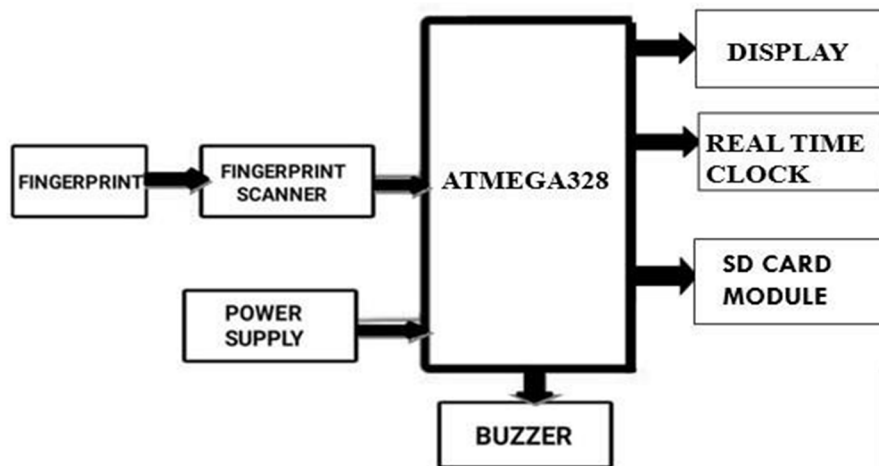 DISPLAY
REAL TIME
CLOCK
FINGERPRINT
FINGERPRINT
SCANNER
ATMEGA328
SD CARD
MODULE
POWER
SUPPLY
BUZZER